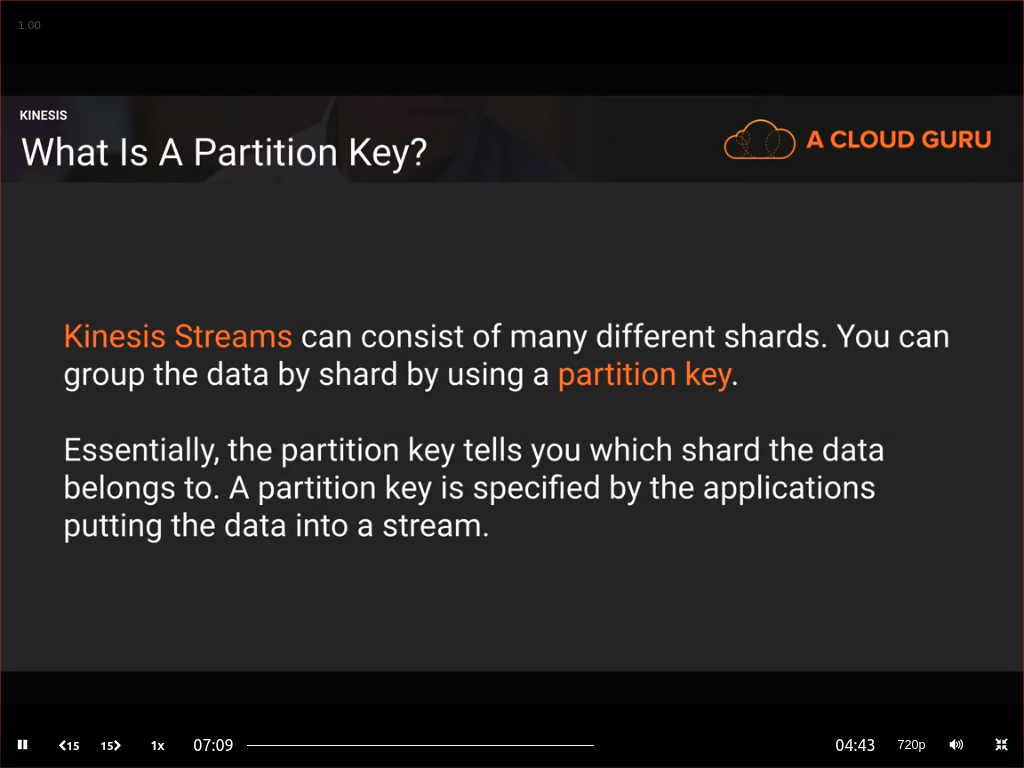 1.00
KINESIS
What Is A Partition Key?
A CLOUD GURU
Kinesis Streams can consist of many different shards. You can
group the data by shard by using a partition key.
Essentially, the partition key tells you which shard the data
belongs to. A partition key is specified by the applications
putting the data into a stream.
15 15 1x 07:09 04:43 720p